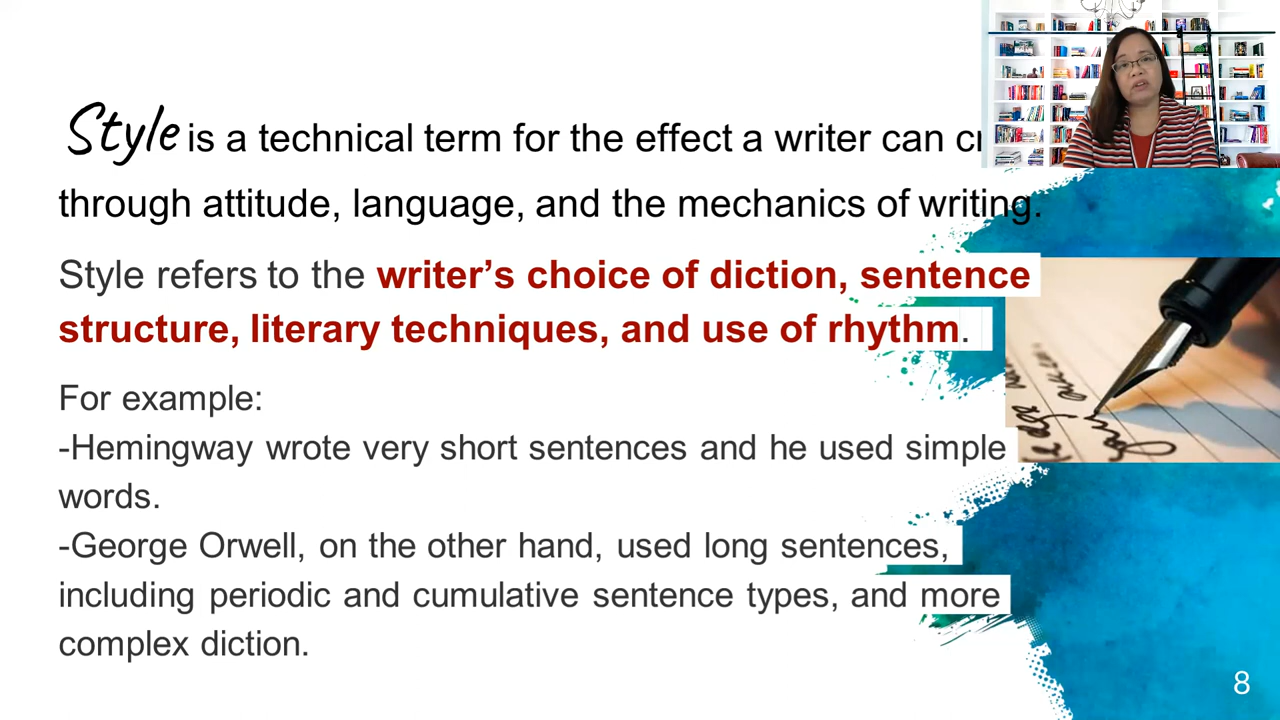 Style is a technical term for the effect a writer can
through attitude, language, and the mechanics of writing.
Style refers to the writer’s choice of diction, sentence
structure, literary techniques, and use of rhythm.
For example:
-Hemingway wrote very short sentences and he used simple
words.
-George Orwell, on the other hand, used long sentences,
including periodic and cumulative sentence types, and more
complex diction.
8